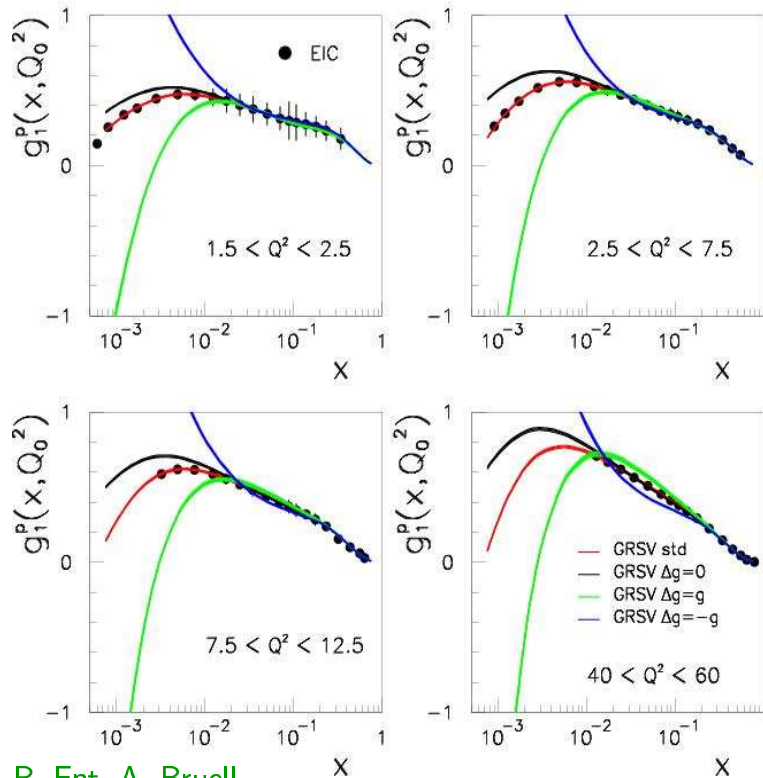 1
0
-1
g₁ᵖ(x,Q₀²)
EIC
1.5 < Q² < 2.5
10⁻³ 10⁻² 10⁻¹ 1
X
1
0
-1
g₁ᵖ(x,Q₀²)
2.5 < Q² < 7.5
10⁻³ 10⁻² 10⁻¹
X
1
0
-1
g₁ᵖ(x,Q₀²)
7.5 < Q² < 12.5
10⁻³ 10⁻² 10⁻¹ 1
X
1
0
-1
g₁ᵖ(x,Q₀²)
GRSV std
GRSV Δg=0
GRSV Δg=g
GRSV Δg=-g
40 < Q² < 60
10⁻³ 10⁻² 10⁻¹
X
R. Ent, A. Bruell